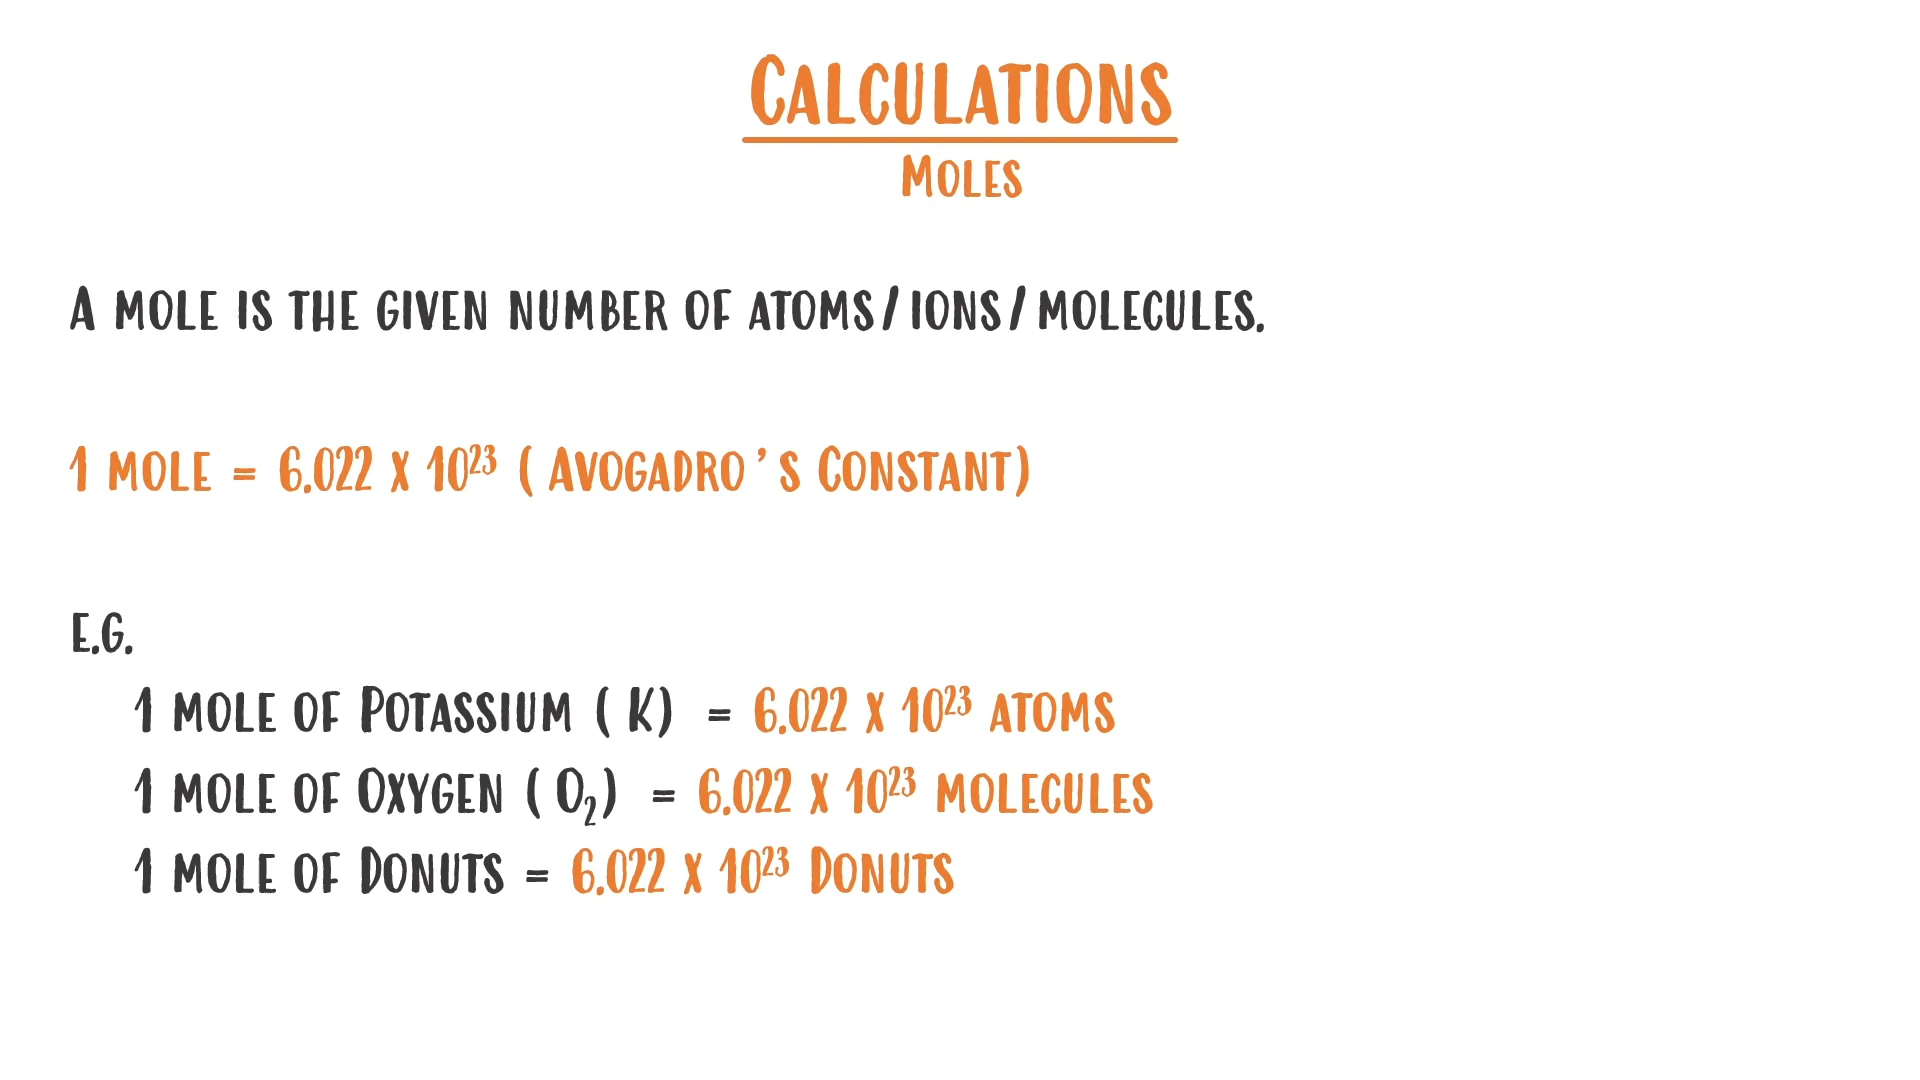 Calculations
Moles
A mole is the given number of atoms/ions/molecules.
1 mole = 6.022 x 10²³ (Avogadro's Constant)
E.g.
1 mole of Potassium (K) = 6.022 x 10²³ atoms
1 mole of Oxygen (O₂) = 6.022 x 10²³ molecules
1 mole of Donuts = 6.022 x 10²³ Donuts